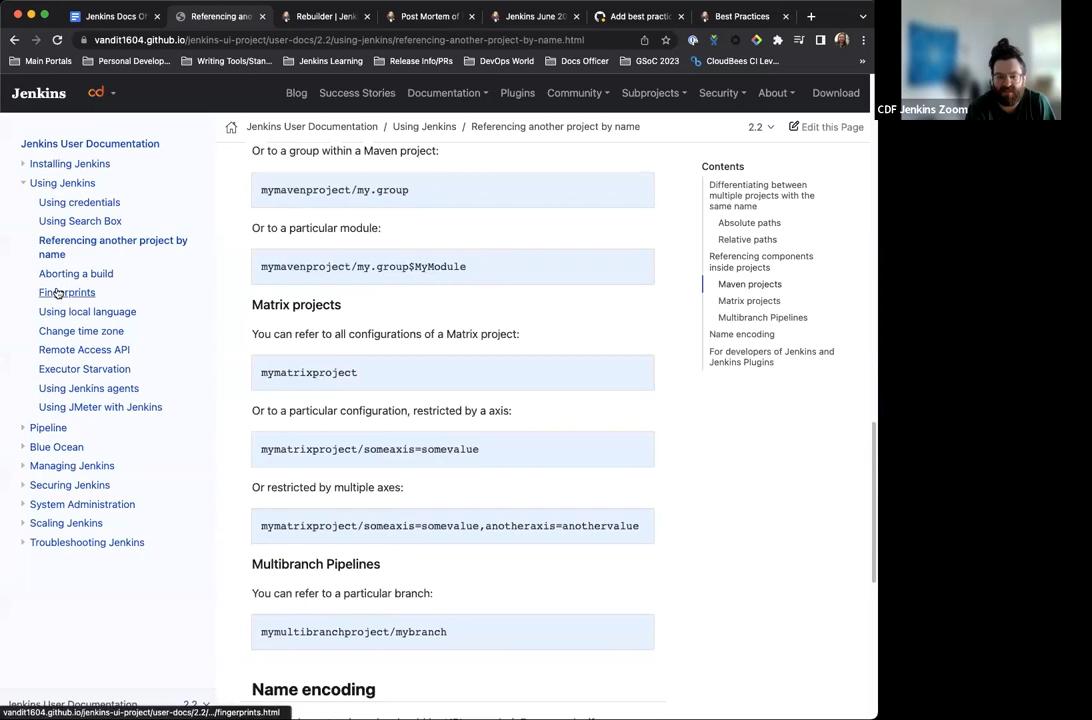 Jenkins Docs O
Referencing ano
Rebuilder | Jenk
Post Mortem of
Jenkins June 20
Add best practic
Best Practices
vandit1604.github.io/jenkins-ui-project/user-docs/2.2/using-jenkins/referencing-another-project-by-name.html
Main Portals
Personal Develop...
Writing Tools/Stan...
Jenkins Learning
Release Info/PRs
DevOps World
Docs Officer
GSoC 2023
CloudBees CI Lev...
»
Jenkins
cd
Blog
Success Stories
Documentation
Plugins
Community
Subprojects
Security
About
Download
CDF Jenkins Zoom
Jenkins User Documentation / Using Jenkins / Referencing another project by name
2.2
Edit this Page
Jenkins User Documentation
Installing Jenkins
Using Jenkins
Using credentials
Using Search Box
Referencing another project by
name
Aborting a build
Fingerprints
Using local language
Change time zone
Remote Access API
Executor Starvation
Using Jenkins agents
Using JMeter with Jenkins
Pipeline
Blue Ocean
Managing Jenkins
Securing Jenkins
System Administration
Scaling Jenkins
Troubleshooting Jenkins
Or to a group within a Maven project:
mymavenproject/my.group
Or to a particular module:
mymavenproject/my.group$MyModule
Matrix projects
You can refer to all configurations of a Matrix project:
mymatrixproject
Or to a particular configuration, restricted by a axis:
mymatrixproject/someaxis=somevalue
Or restricted by multiple axes:
mymatrixproject/someaxis=somevalue,anotheraxis=anothervalue
Multibranch Pipelines
You can refer to a particular branch:
mymultibranchproject/mybranch
Name encoding
Contents
Differentiating between
multiple projects with the
same name
Absolute paths
Relative paths
Referencing components
inside projects
Maven projects
Matrix projects
Multibranch Pipelines
Name encoding
For developers of Jenkins and
Jenkins Plugins
Jenkins User Documentation
2.2
vandit1604.github.io/jenkins-ui-project/user-docs/2.2/.../fingerprints.html